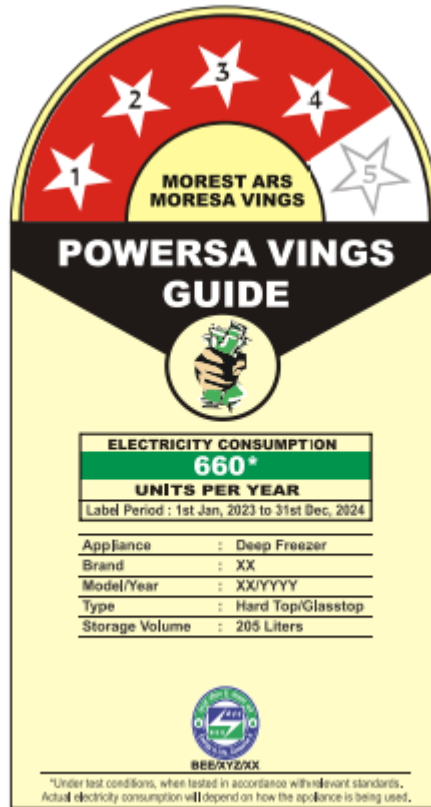 1 2 3 4 5
MOREST ARS
MORESA VINGS
POWERSA VINGS
GUIDE
ELECTRICITY CONSUMPTION
660*
UNITS PER YEAR
Label Period : 1st Jan, 2023 to 31st Dec, 2024
Appliance : Deep Freezer
Brand : XX
Model/Year : XX/YYYY
Type : Hard Top/Glasstop
Storage Volume : 205 Liters
BEE/XYZ/XX
*Under test conditions, when tested in accordance with relevant standards.
Actual electricity consumption will depend on how the appliance is being used.